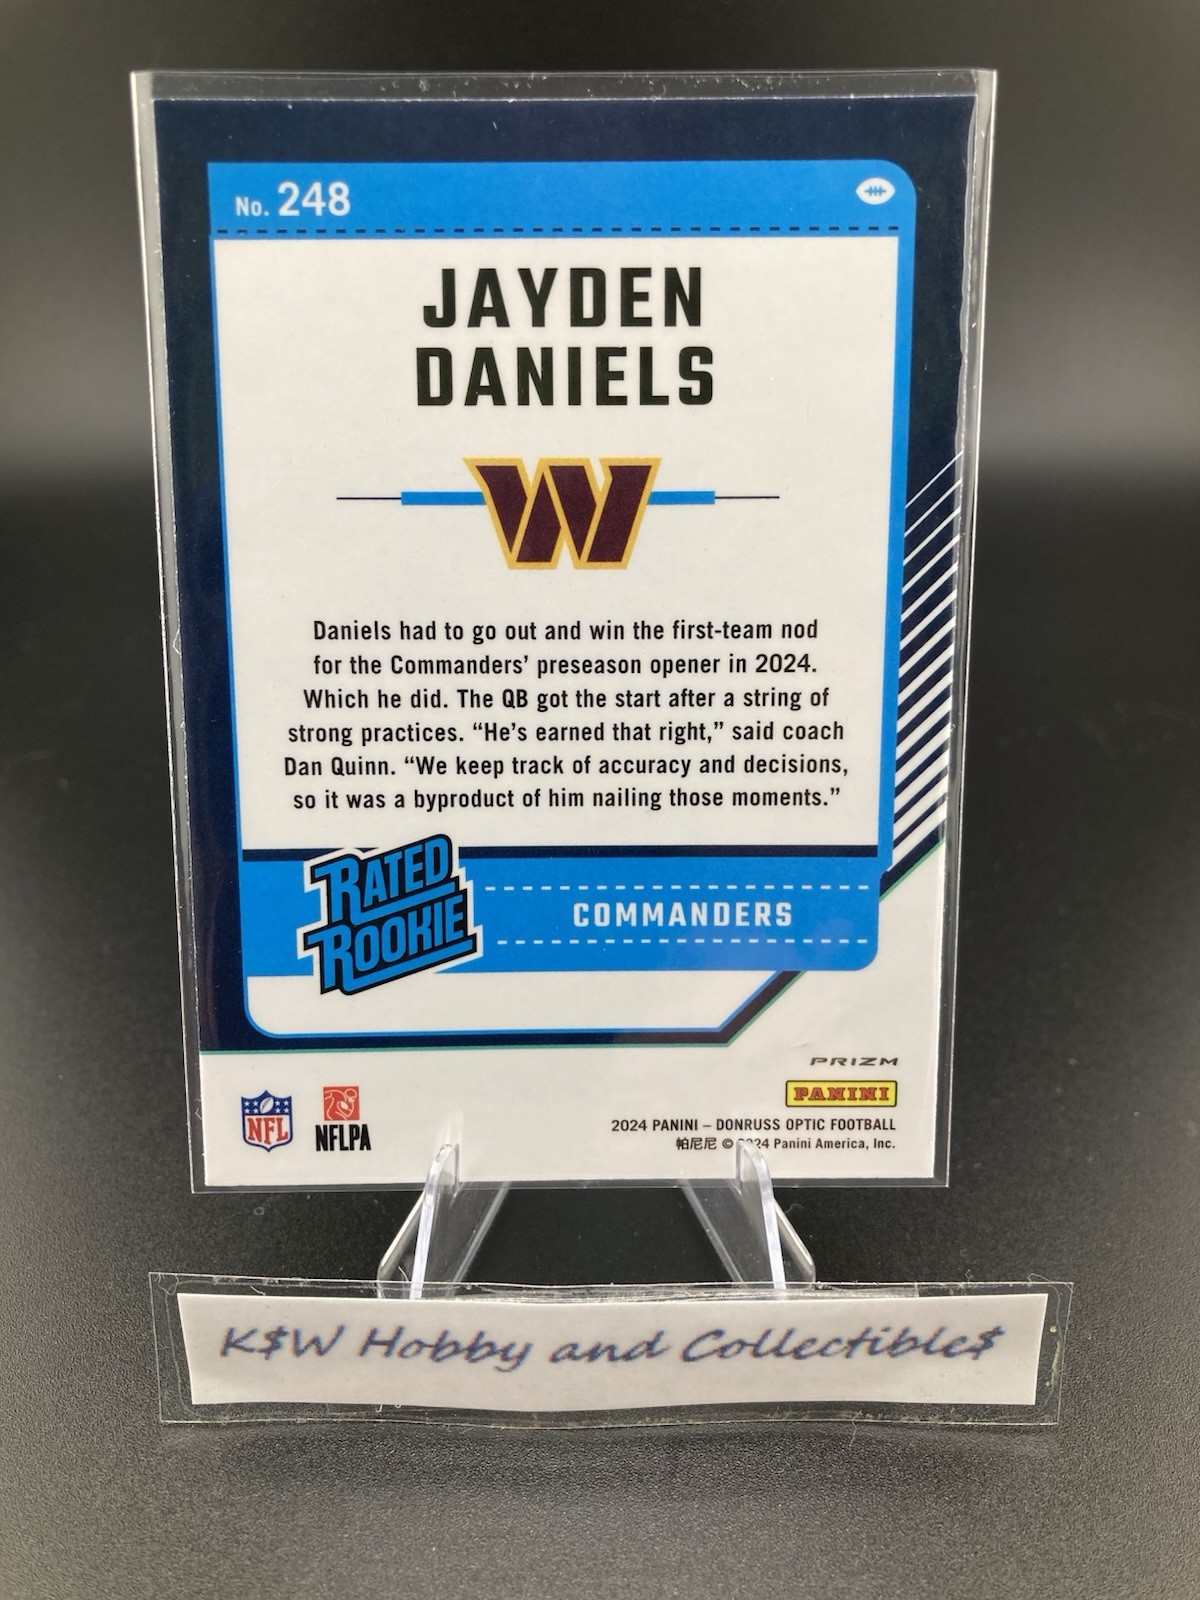 No. 248
JAYDEN
DANIELS
W
Daniels had to go out and win the first-team nod
for the Commanders’ preseason opener in 2024.
Which he did. The QB got the start after a string of
strong practices. “He’s earned that right,” said coach
Dan Quinn. “We keep track of accuracy and decisions,
so it was a byproduct of him nailing those moments.”
RATED
ROOKIE
COMMANDERS
PRIZM
PANINI
NFL
NFLPA
2024 PANINI – DONRUSS OPTIC FOOTBALL
帕尼尼 © 2024 Panini America, Inc.
K$W Hobby and Collectible$